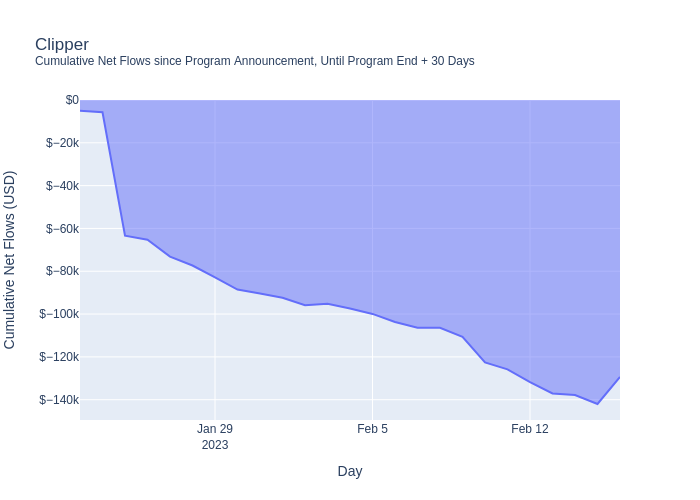 Clipper
Cumulative Net Flows since Program Announcement, Until Program End + 30 Days
Cumulative Net Flows (USD)
$0
$−20k
$−40k
$−60k
$−80k
$−100k
$−120k
$−140k
Jan 29
2023
Feb 5
Feb 12
Day